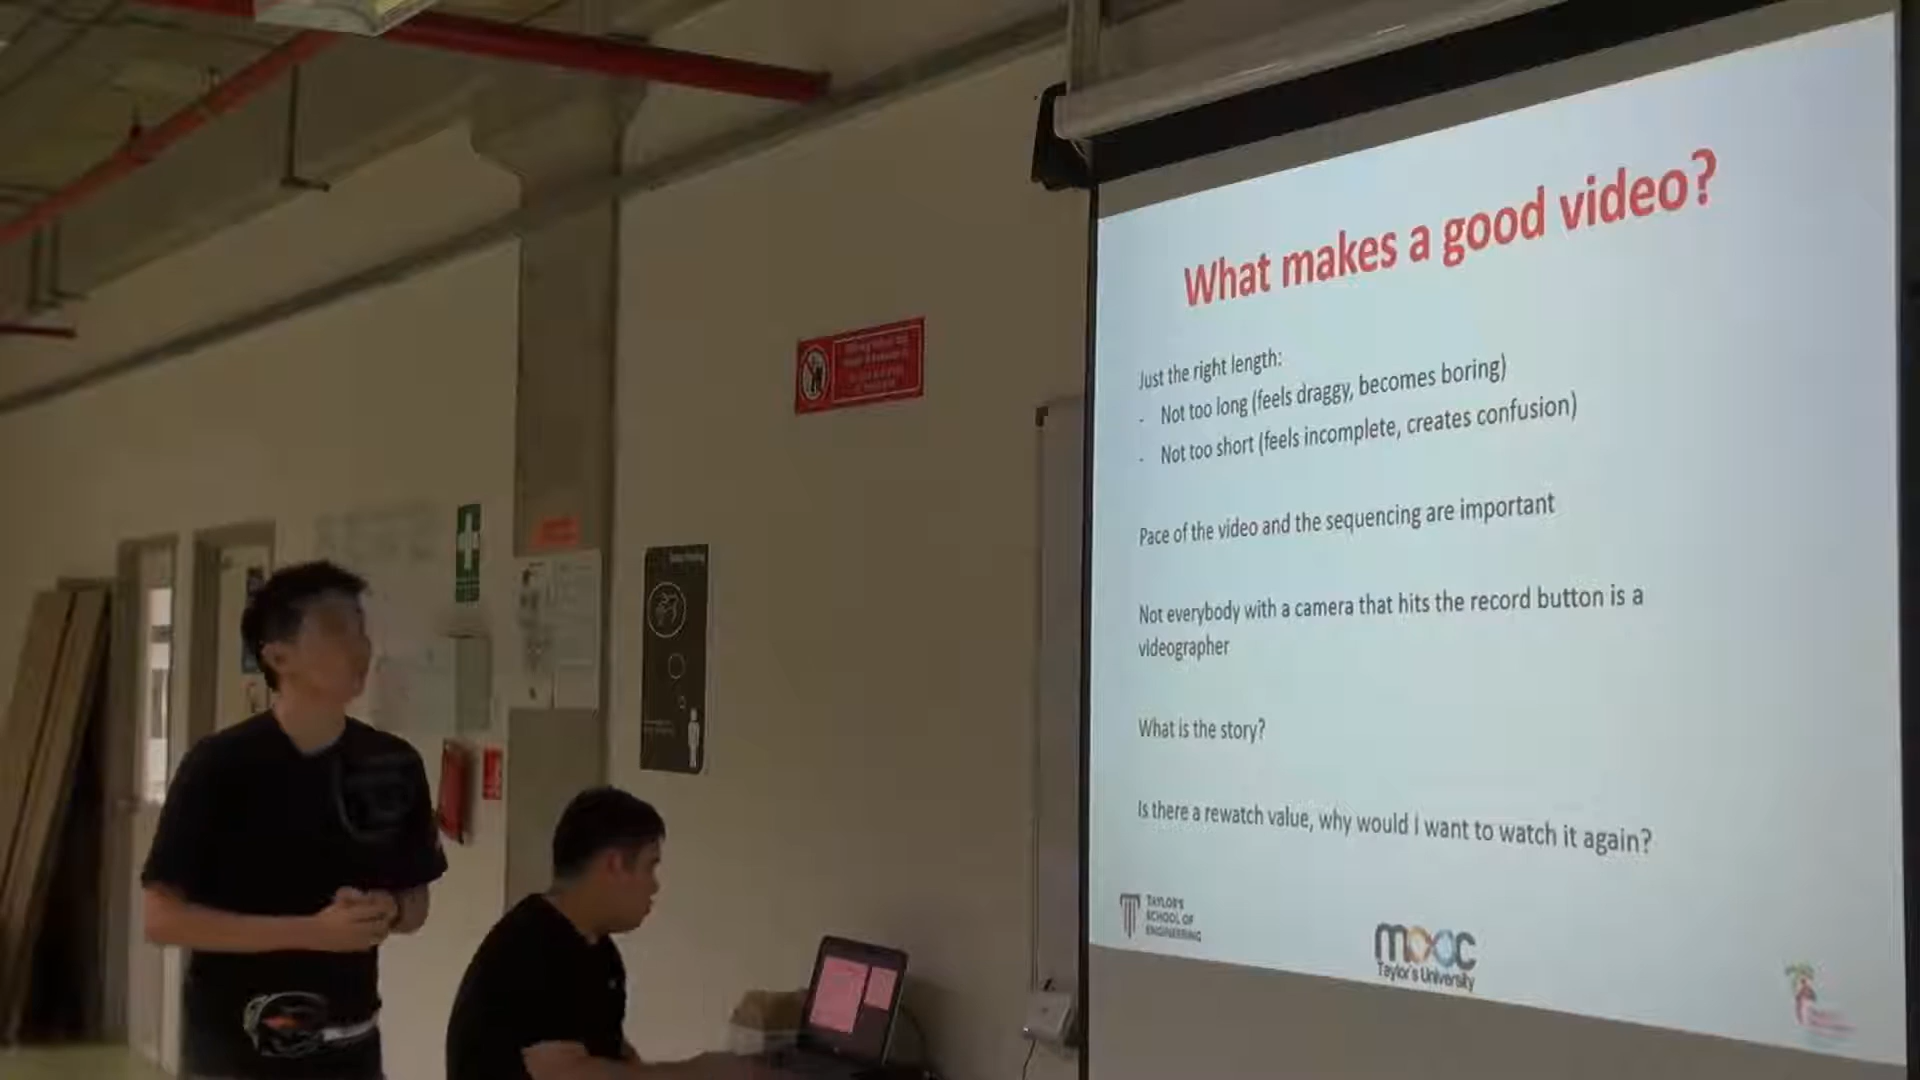 What makes a good video?
Just the right length:
- Not too long (feels draggy, becomes boring)
- Not too short (feels incomplete, creates confusion)
Pace of the video and the sequencing are important
Not everybody with a camera that hits the record button is a
videographer
What is the story?
Is there a rewatch value, why would I want to watch it again?
TAYLOR'S
SCHOOL OF
ENGINEERING
mooc
Taylor's University